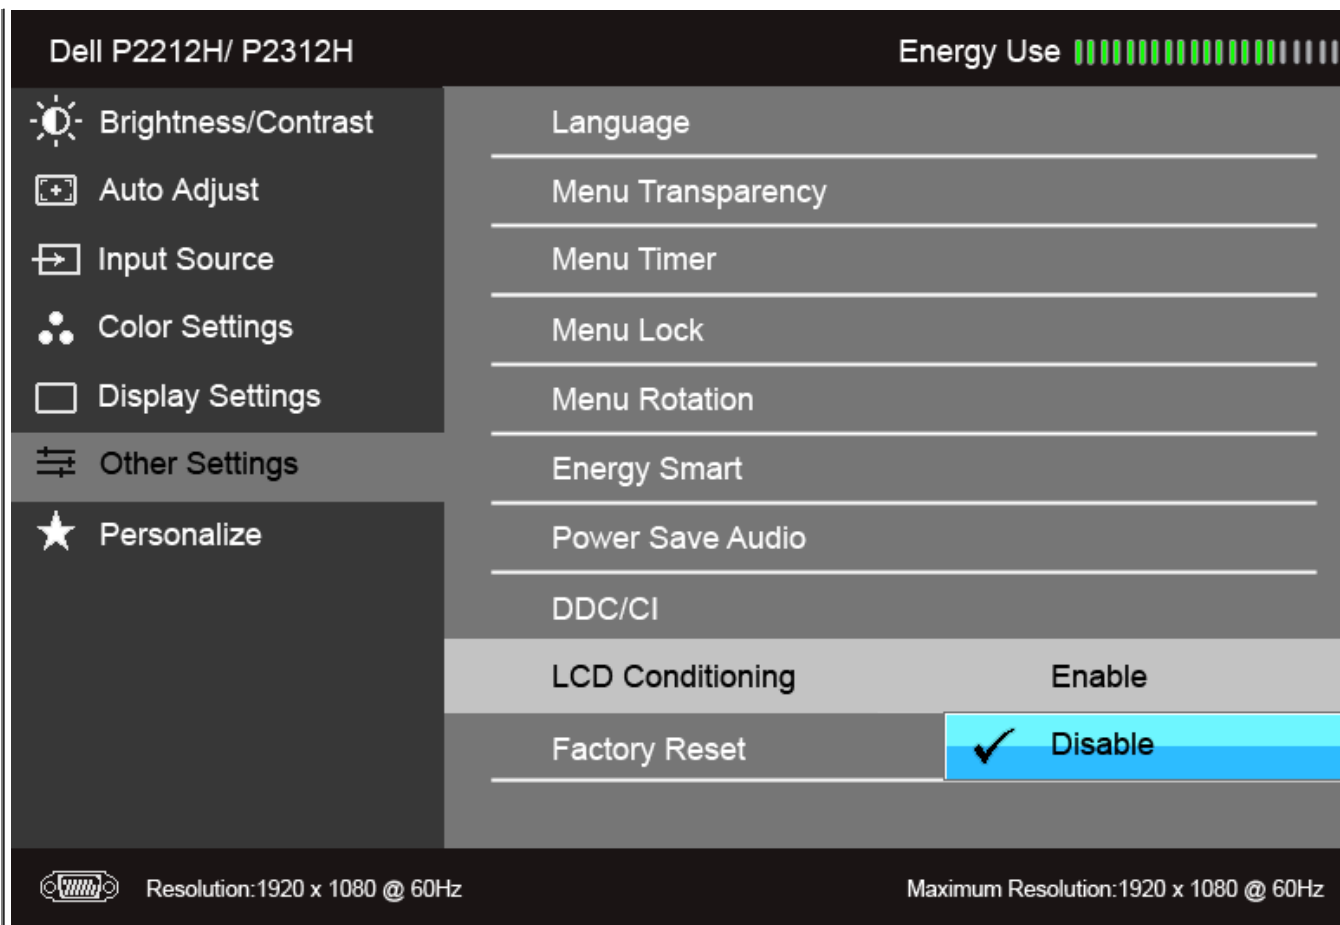 Dell P2212H/ P2312H
Energy Use
Brightness/Contrast
Auto Adjust
Input Source
Color Settings
Display Settings
Other Settings
Personalize
Language
Menu Transparency
Menu Timer
Menu Lock
Menu Rotation
Energy Smart
Power Save Audio
DDC/CI
LCD Conditioning
Enable
Factory Reset
Disable
Resolution:1920 x 1080 @ 60Hz
Maximum Resolution:1920 x 1080 @ 60Hz